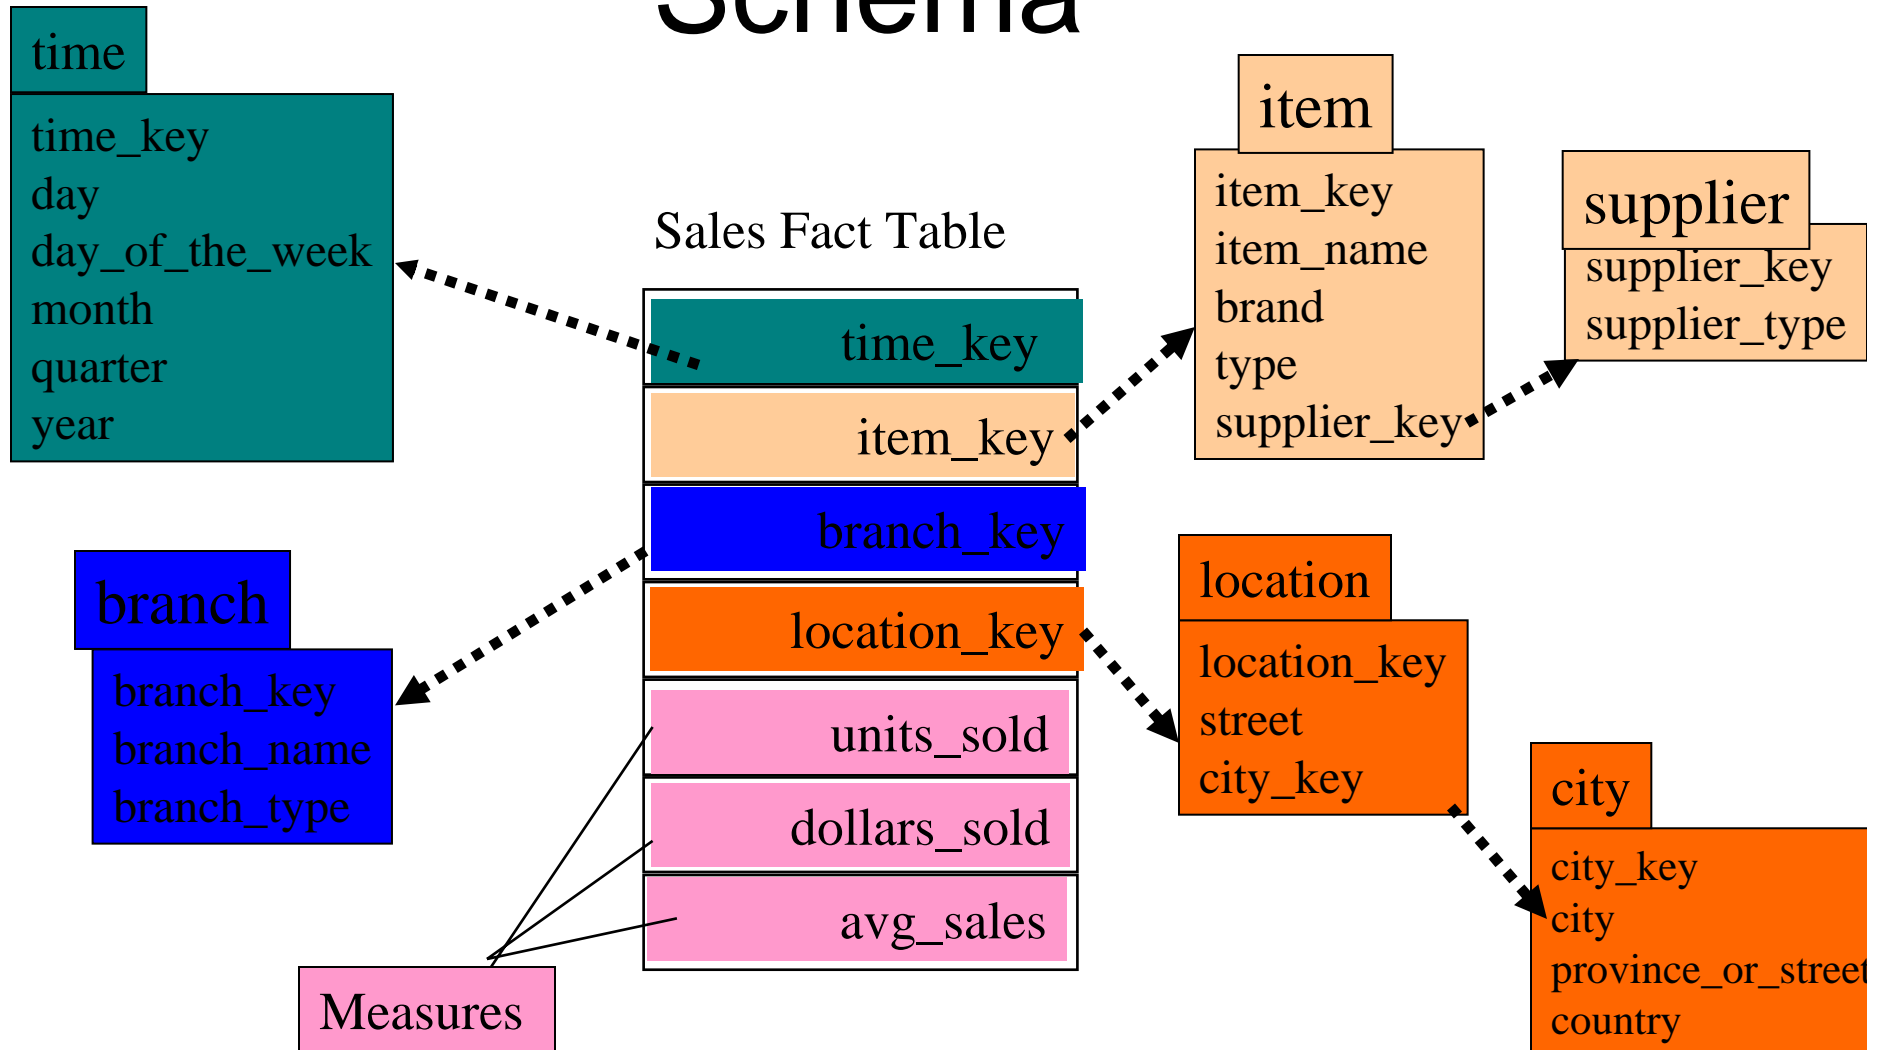 Schema
time
time_key
day
day_of_the_week
month
quarter
year
Sales Fact Table
time_key
item_key
branch_key
location_key
units_sold
dollars_sold
avg_sales
Measures
branch
branch_key
branch_name
branch_type
item
item_key
item_name
brand
type
supplier_key
supplier
supplier_key
supplier_type
location
location_key
street
city_key
city
city_key
city
province_or_street
country